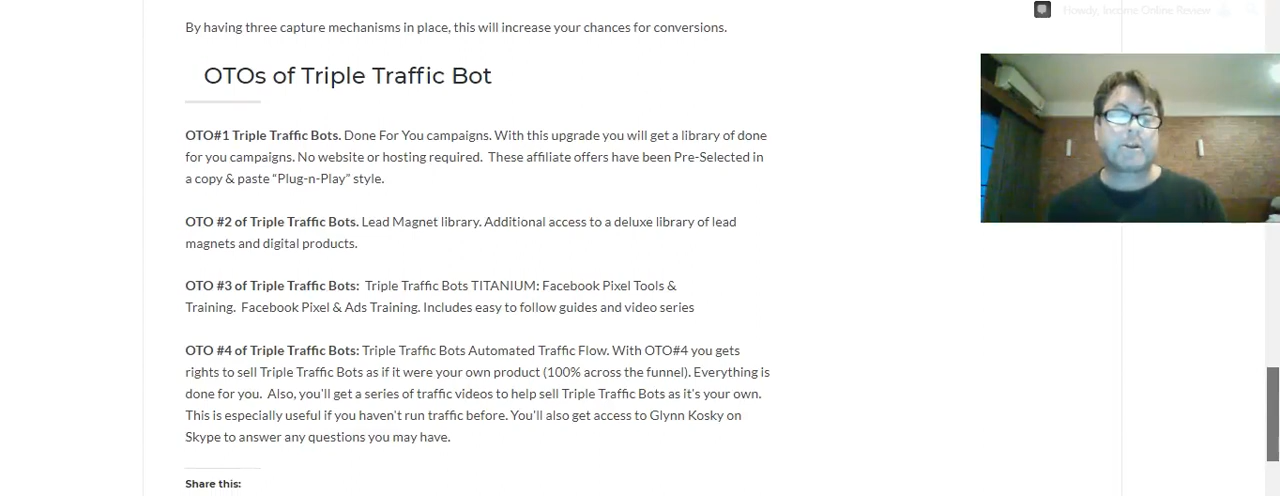 Howdy, Income Online Review
By having three capture mechanisms in place, this will increase your chances for conversions.
OTOs of Triple Traffic Bot
OTO#1 Triple Traffic Bots. Done For You campaigns. With this upgrade you will get a library of done
for you campaigns. No website or hosting required.  These affiliate offers have been Pre-Selected in
a copy & paste “Plug-n-Play” style.
OTO #2 of Triple Traffic Bots. Lead Magnet library. Additional access to a deluxe library of lead
magnets and digital products.
OTO #3 of Triple Traffic Bots:  Triple Traffic Bots TITANIUM: Facebook Pixel Tools &
Training.  Facebook Pixel & Ads Training. Includes easy to follow guides and video series
OTO #4 of Triple Traffic Bots: Triple Traffic Bots Automated Traffic Flow. With OTO#4 you gets
rights to sell Triple Traffic Bots as if it were your own product (100% across the funnel). Everything is
done for you.  Also, you'll get a series of traffic videos to help sell Triple Traffic Bots as it's your own.
This is especially useful if you haven't run traffic before. You'll also get access to Glynn Kosky on
Skype to answer any questions you may have.
Share this: